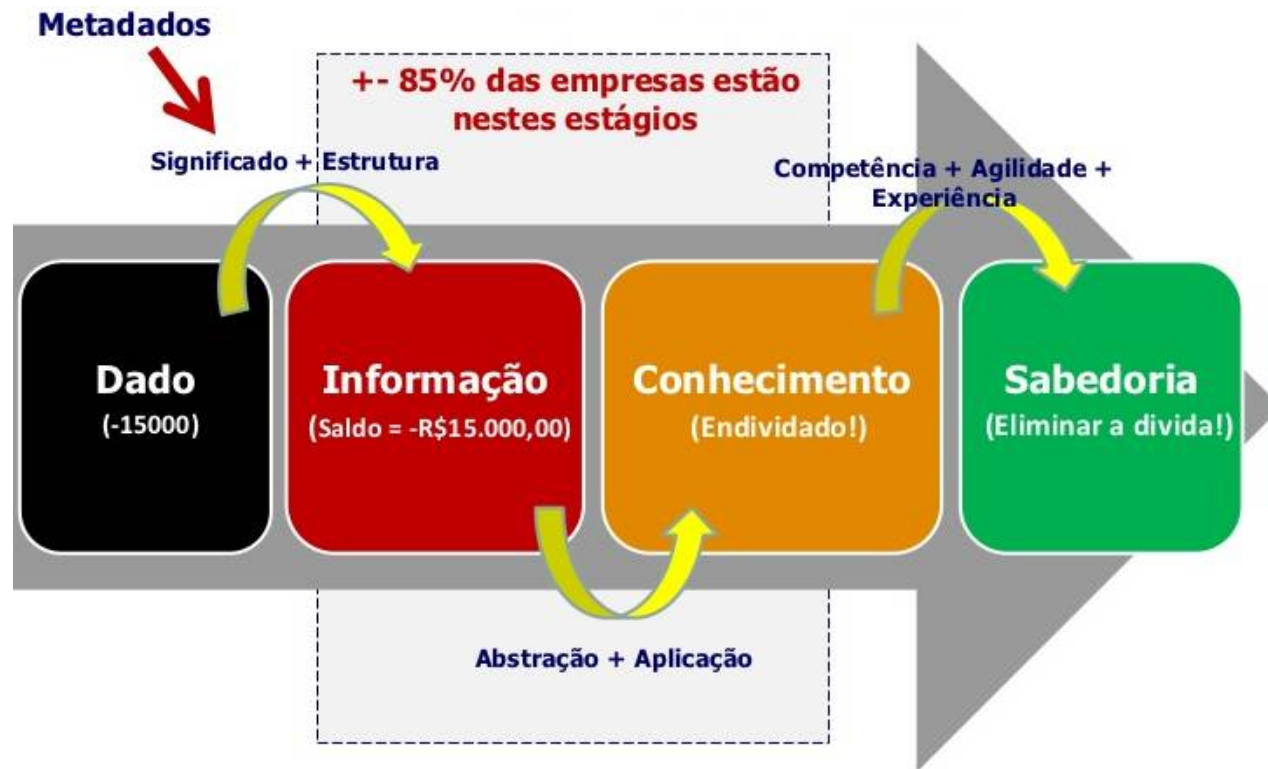 Metadados
+- 85% das empresas estão
nestes estágios
Significado + Estrutura
Competência + Agilidade +
Experiência
Dado
(-15000)
Informação
(Saldo = -R$15.000,00)
Conhecimento
(Endividado!)
Sabedoria
(Eliminar a divida!)
Abstração + Aplicação